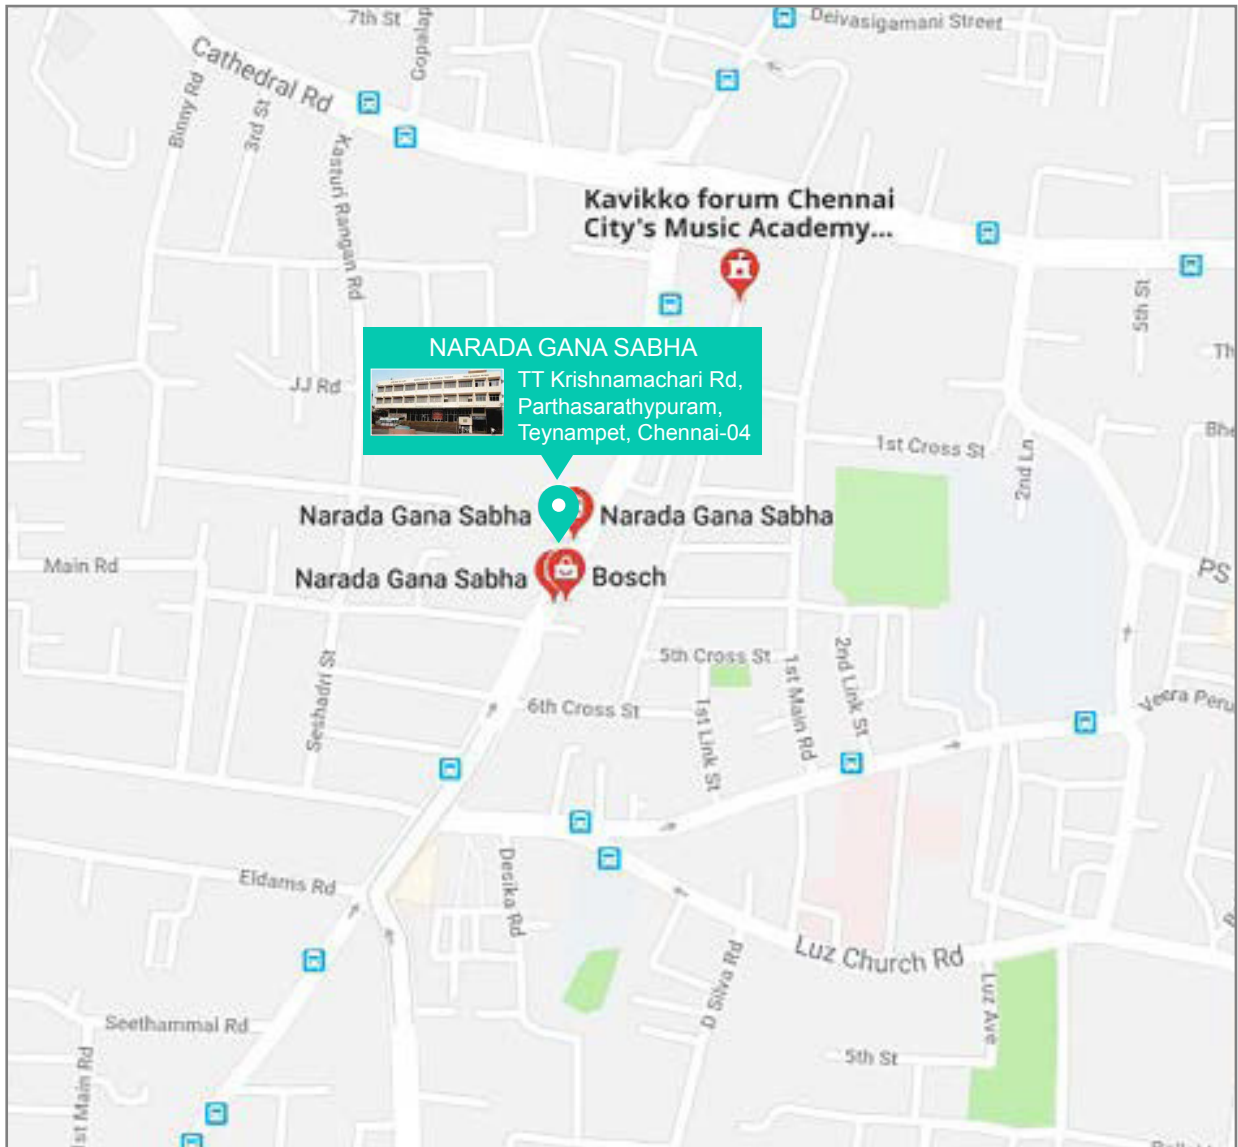 7th St
Gopalap
Deivasigamani Street
Cathedral Rd
Binny Rd
3rd St
Kasturi Rangan Rd
Kavikko forum Chennai
City's Music Academy...
5th St
Th
NARADA GANA SABHA
TT Krishnamachari Rd,
Parthasarathypuram,
Teynampet, Chennai-04
JJ Rd
1st Cross St
2nd Ln
Bhe
Narada Gana Sabha
Narada Gana Sabha
Main Rd
Narada Gana Sabha
Bosch
PS
Seshadri St
5th Cross St
1st Main Rd
2nd Link St
6th Cross St
1st Link St
Veera Peru
Eldams Rd
Desika Rd
Luz Church Rd
D Silva Rd
Luz Ave
Seethammal Rd
5th St
1st Main Rd